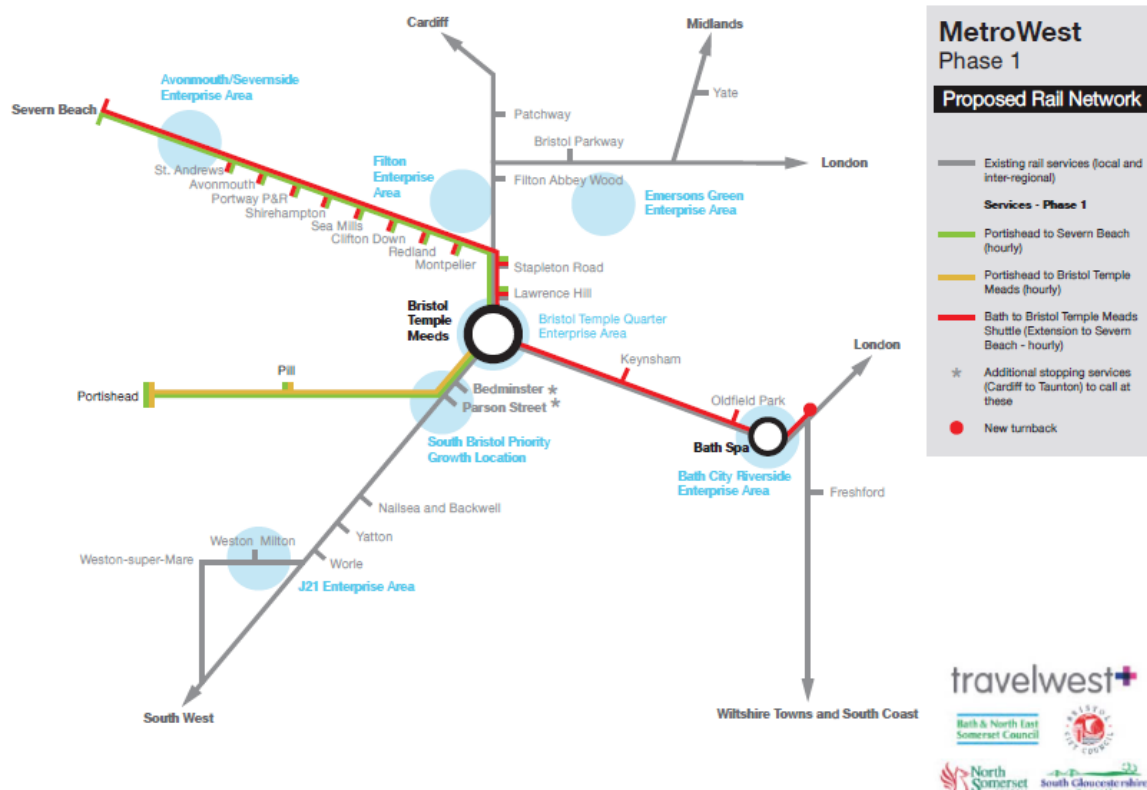 Cardiff
Midlands
Avonmouth/Severnside
Enterprise Area
Severn Beach
Yate
Patchway
Bristol Parkway
London
St. Andrews
Avonmouth
Portway P&R
Shirehampton
Sea Mills
Clifton Down
Redland
Montpelier
Filton
Enterprise
Area
Filton Abbey Wood
Emersons Green
Enterprise Area
Stapleton Road
Lawrence Hill
Bristol
Temple
Meeds
Bristol Temple Quarter
Enterprise Area
London
Keynsham
Pill
Portishead
Bedminster *
Parson Street *
Oldfield Park
Bath Spa
South Bristol Priority
Growth Location
Bath City Riverside
Enterprise Area
Freshford
Nailsea and Backwell
Yatton
Weston Milton
Weston-super-Mare
Worle
J21 Enterprise Area
South West
Wiltshire Towns and South Coast
MetroWest
Phase 1
Proposed Rail Network
Existing rail services (local and
inter-regional)
Services - Phase 1
Portishead to Severn Beach
(hourly)
Portishead to Bristol Temple
Meads (hourly)
Bath to Bristol Temple Meads
Shuttle (Extension to Severn
Beach - hourly)
* Additional stopping services
(Cardiff to Taunton) to call at
these
New turnback
travelwest
Bath & North East
Somerset Council
BRISTOL
CITY COUNCIL
North
Somerset
South Gloucestershire